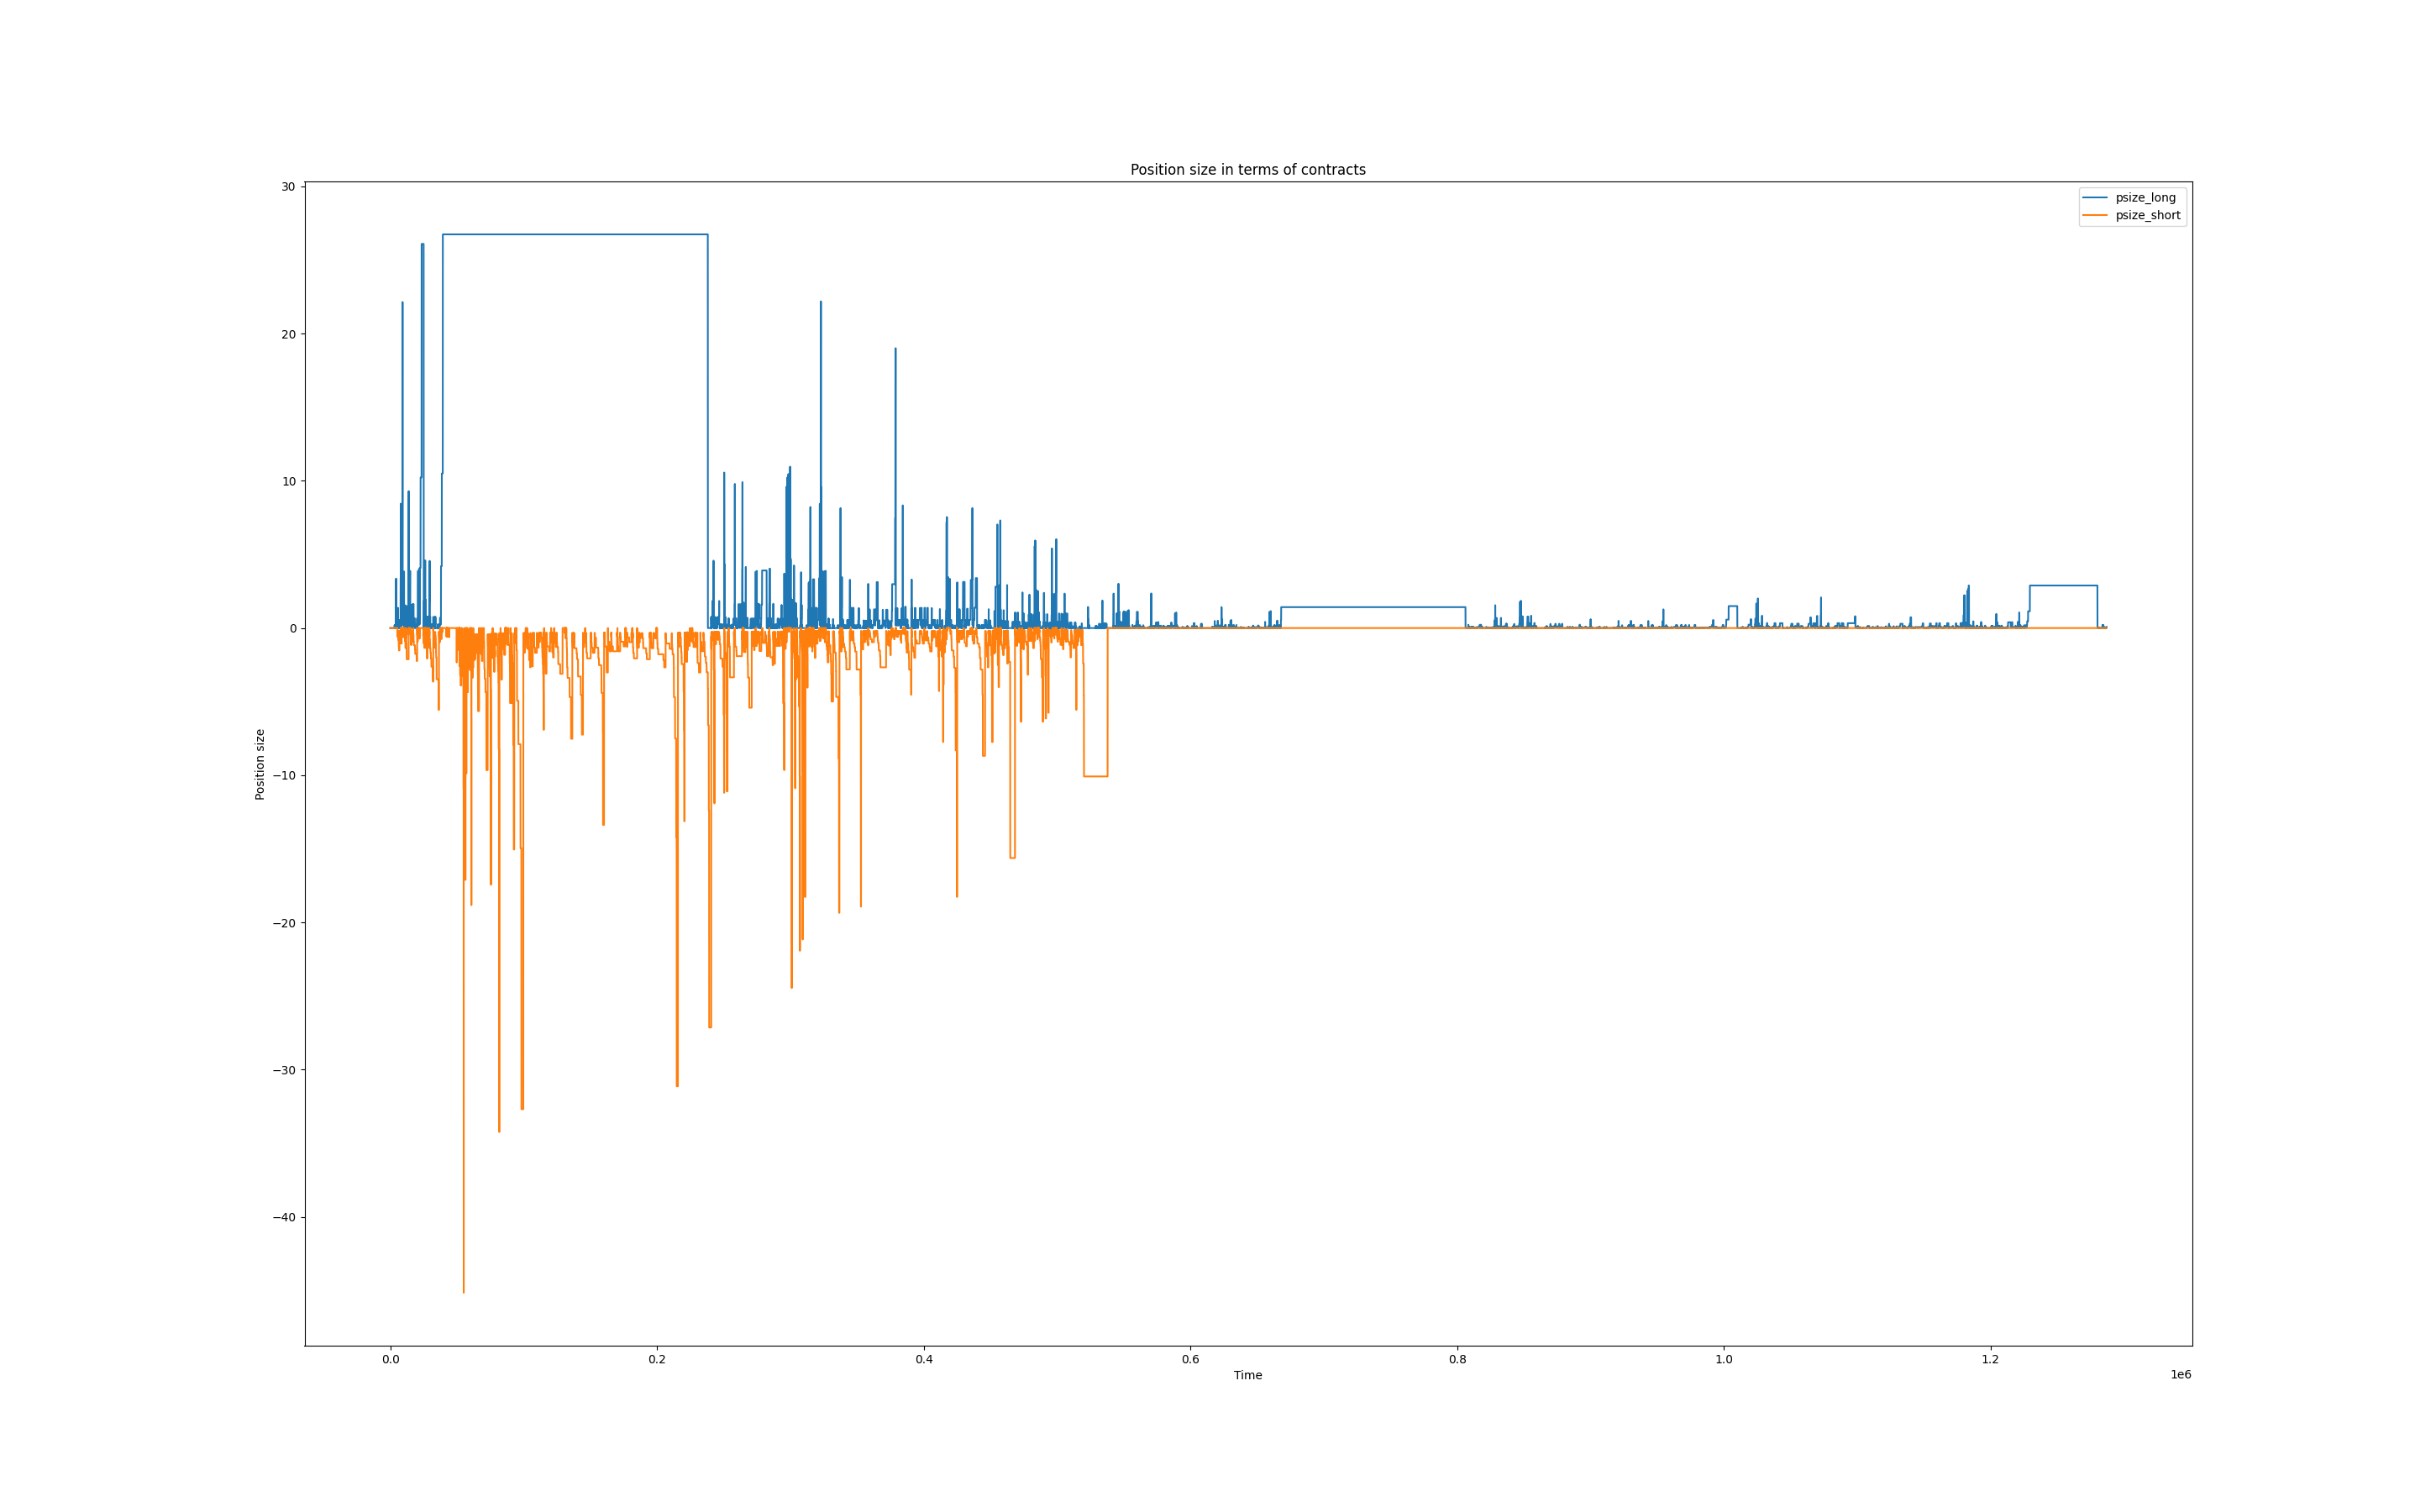 Position size in terms of contracts
psize_long
psize_short
30
20
10
0
−10
−20
−30
−40
Position size
0.0 0.2 0.4 0.6 0.8 1.0 1.2
1e6
Time